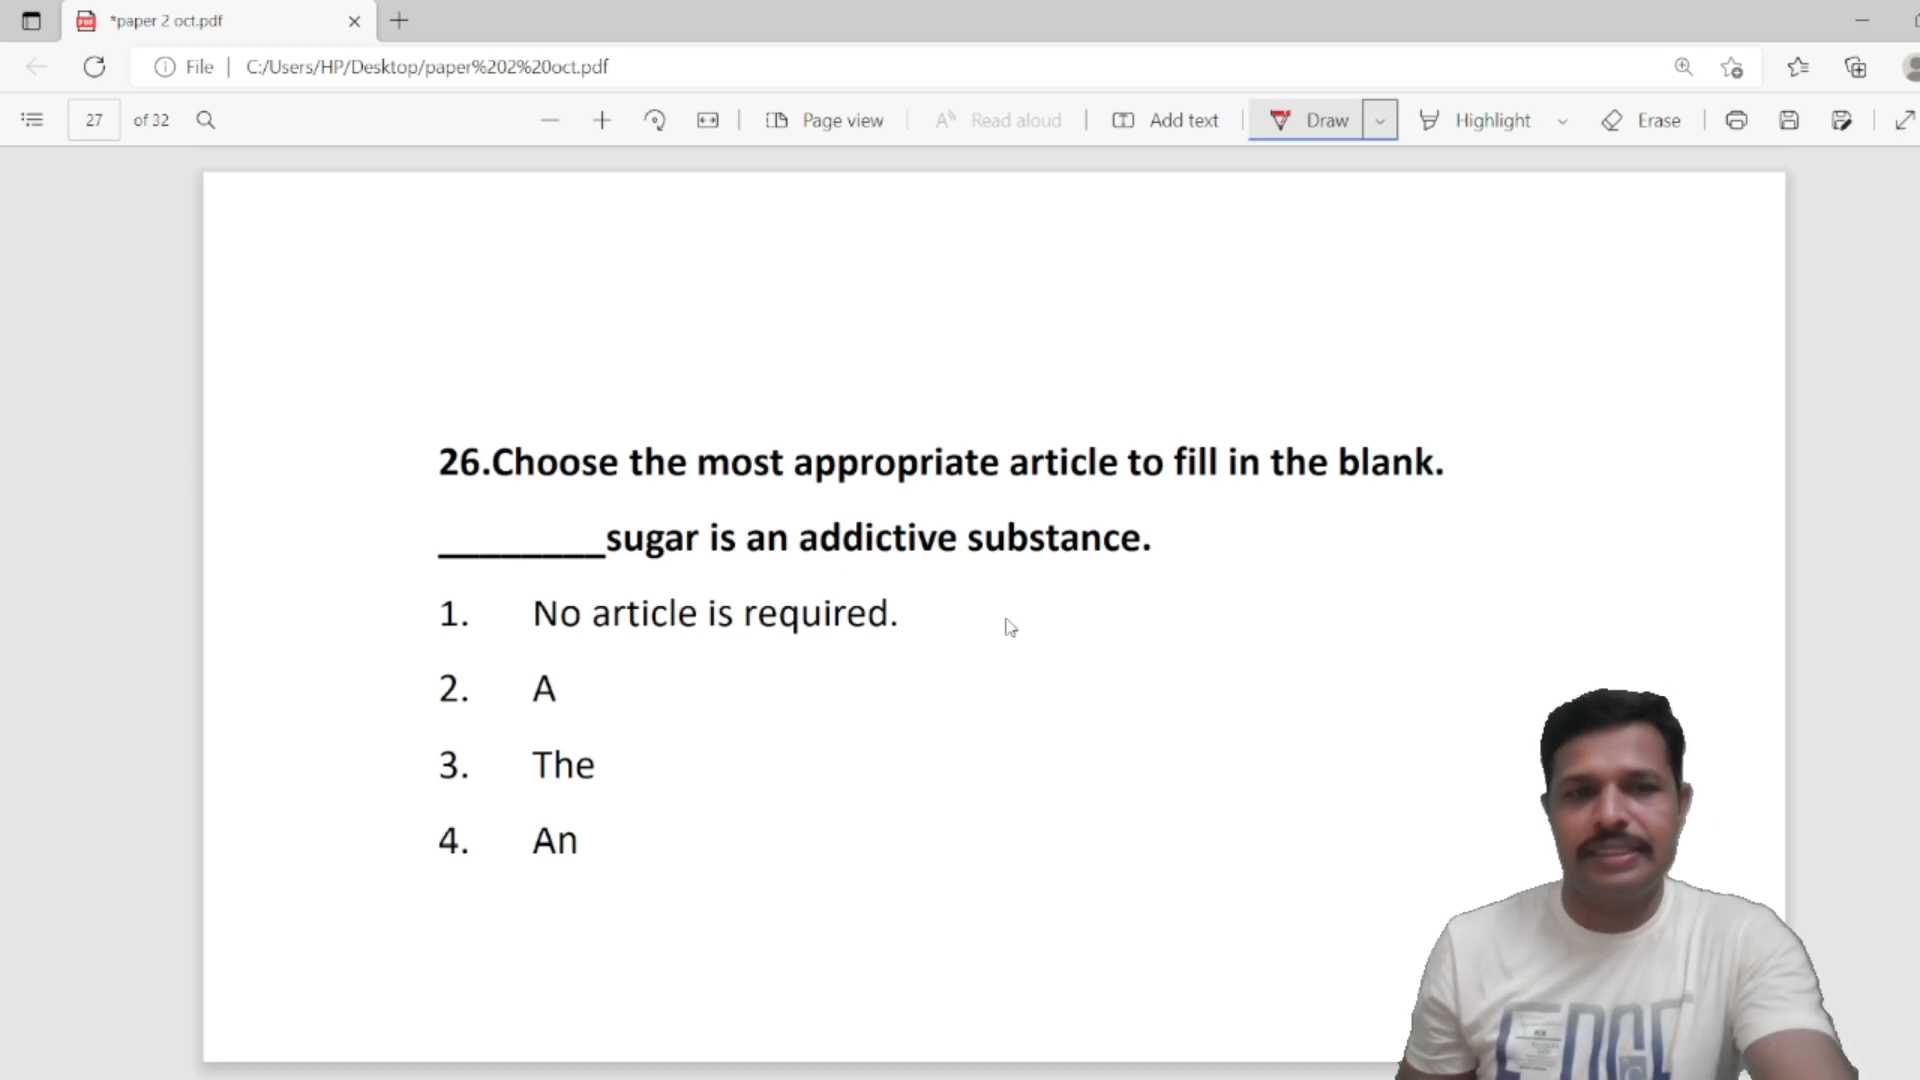 *paper 2 oct.pdf
File | C:/Users/HP/Desktop/paper%202%20oct.pdf
27 of 32 Page view Read aloud Add text Draw Highlight Erase
26.Choose the most appropriate article to fill in the blank.
________sugar is an addictive substance.
1. No article is required.
2. A
3. The
4. An